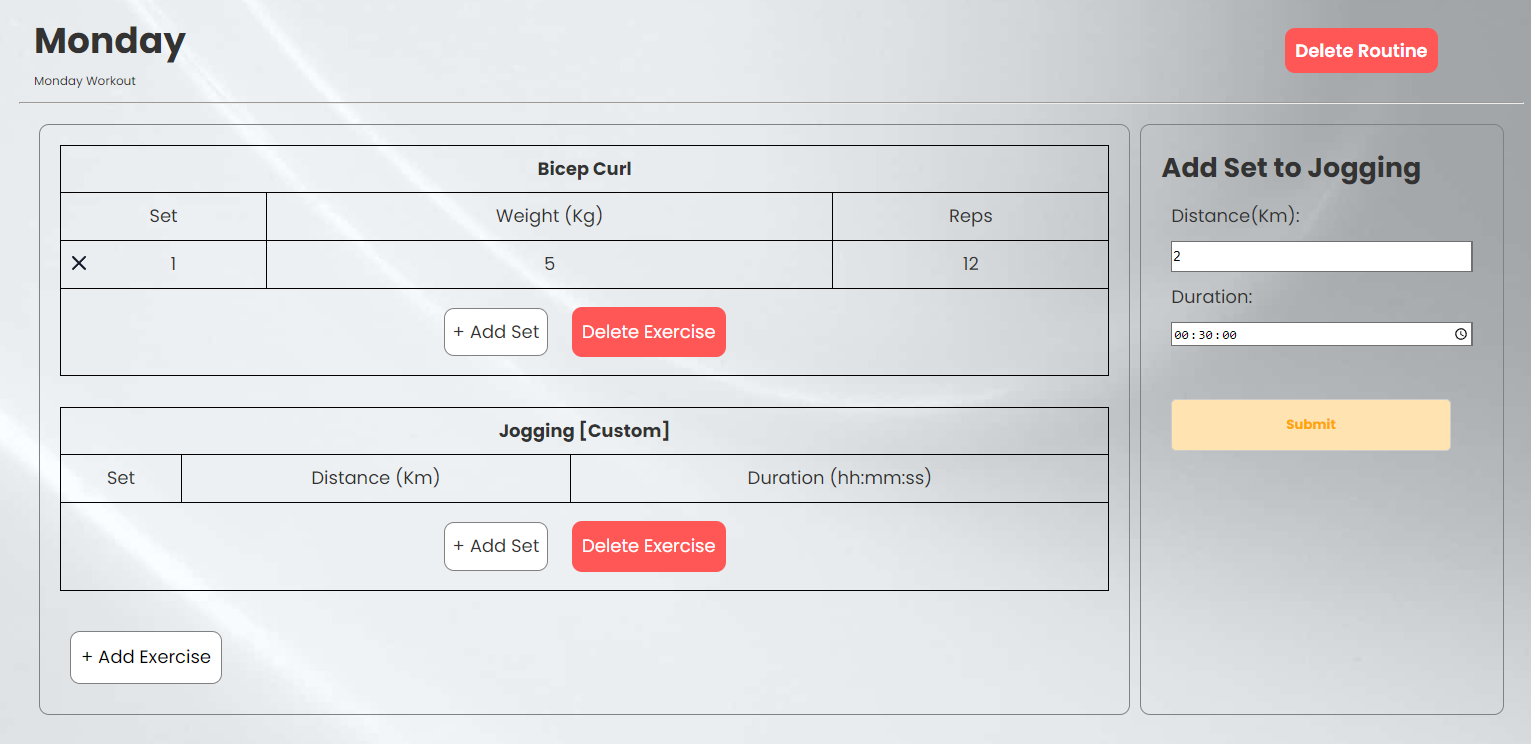 Monday
Delete Routine
Monday Workout
Bicep Curl
Set Weight (Kg) Reps
1 5 12
+ Add Set Delete Exercise
Jogging [Custom]
Set Distance (Km) Duration (hh:mm:ss)
+ Add Set Delete Exercise
+ Add Exercise
Add Set to Jogging
Distance(Km):
2
Duration:
00:30:00
Submit